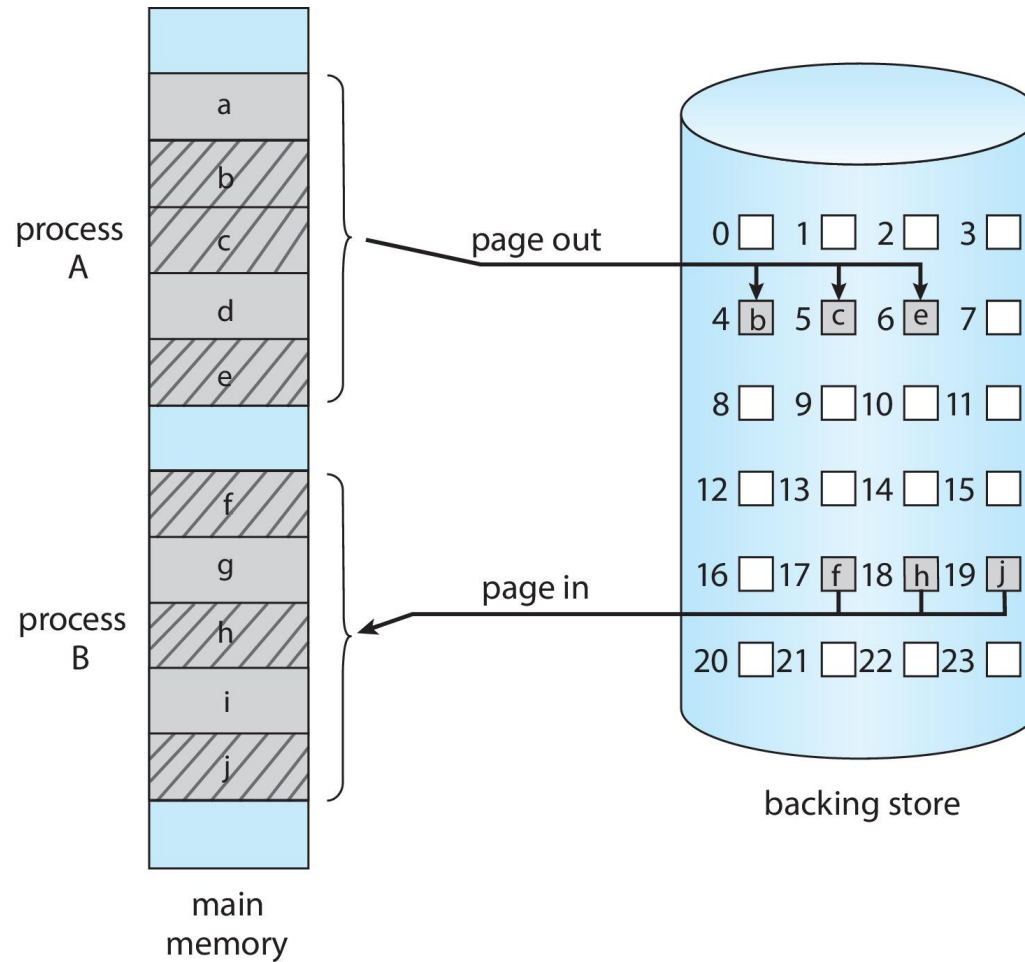 a
b
c
d
e
f
g
h
i
j
process
A
process
B
main
memory
page out
page in
0 1 2 3
4 b 5 c 6 e 7
8 9 10 11
12 13 14 15
16 17 f 18 h 19 j
20 21 22 23
backing store